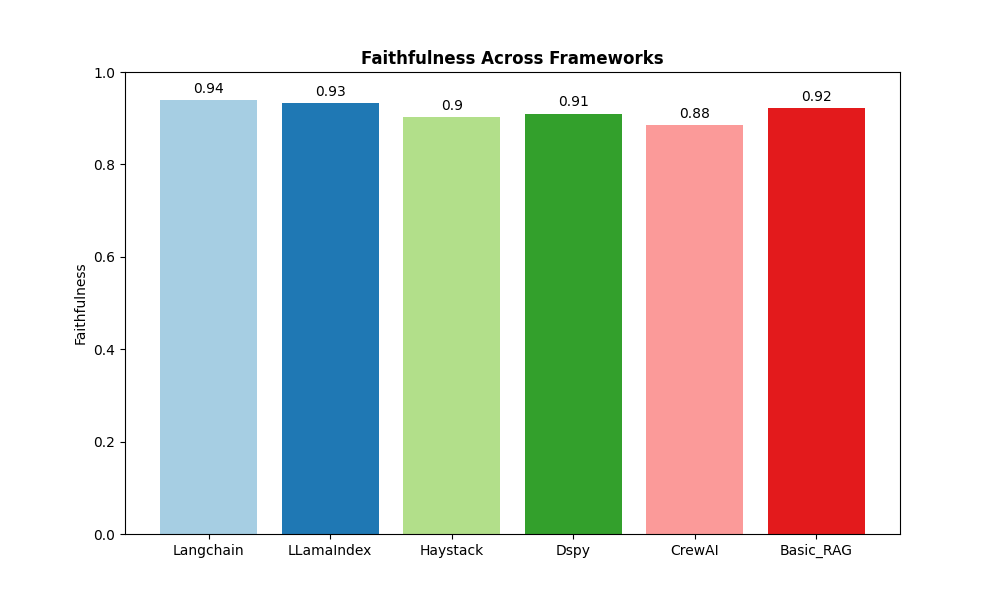 Faithfulness Across Frameworks
1.0
0.8
0.6
0.4
0.2
0.0
Faithfulness
0.94
0.93
0.9
0.91
0.88
0.92
Langchain
LLamaIndex
Haystack
Dspy
CrewAI
Basic_RAG